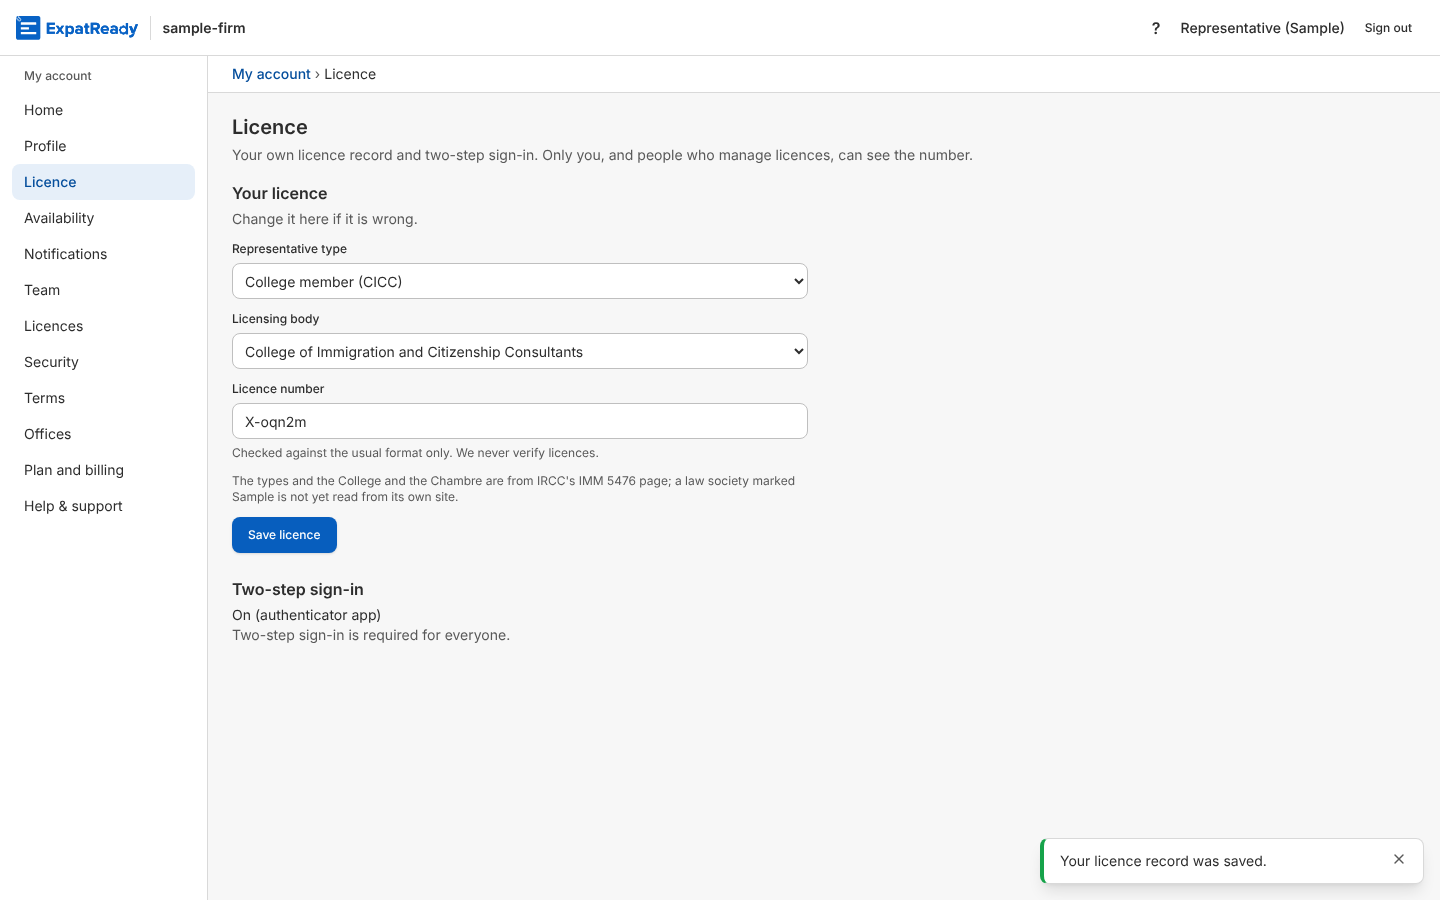 ExpatReady
sample-firm
?
Representative (Sample)
Sign out
My account
Home
Profile
Licence
Availability
Notifications
Team
Licences
Security
Terms
Offices
Plan and billing
Help & support
My account › Licence
Licence
Your own licence record and two-step sign-in. Only you, and people who manage licences, can see the number.
Your licence
Change it here if it is wrong.
Representative type
College member (CICC)
Licensing body
College of Immigration and Citizenship Consultants
Licence number
X-oqn2m
Checked against the usual format only. We never verify licences.
The types and the College and the Chambre are from IRCC's IMM 5476 page; a law society marked
Sample is not yet read from its own site.
Save licence
Two-step sign-in
On (authenticator app)
Two-step sign-in is required for everyone.
Your licence record was saved.